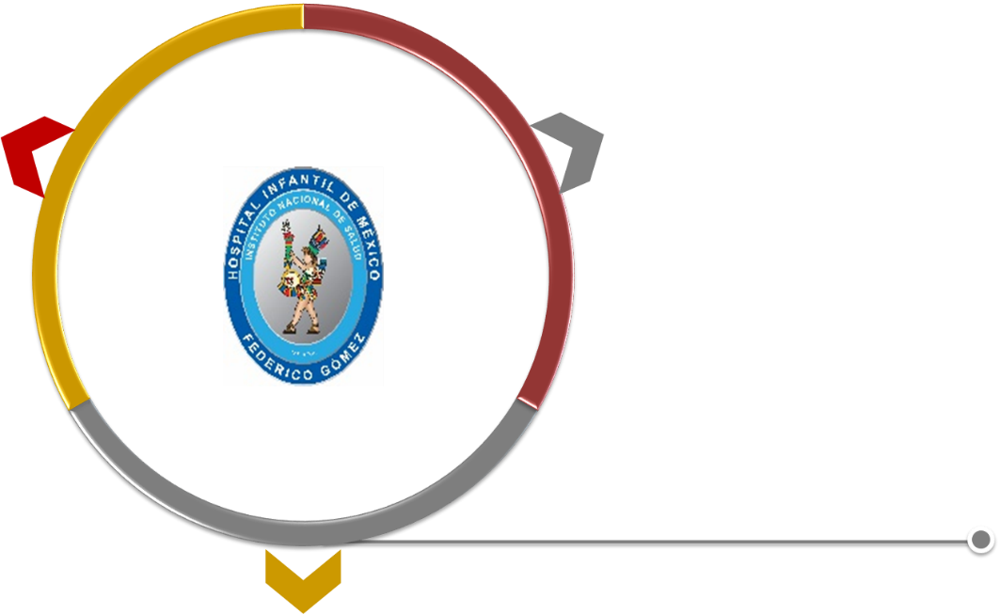 HOSPITAL INFANTIL DE MÉXICO
INSTITUTO NACIONAL DE SALUD
FEDERICO GÓMEZ